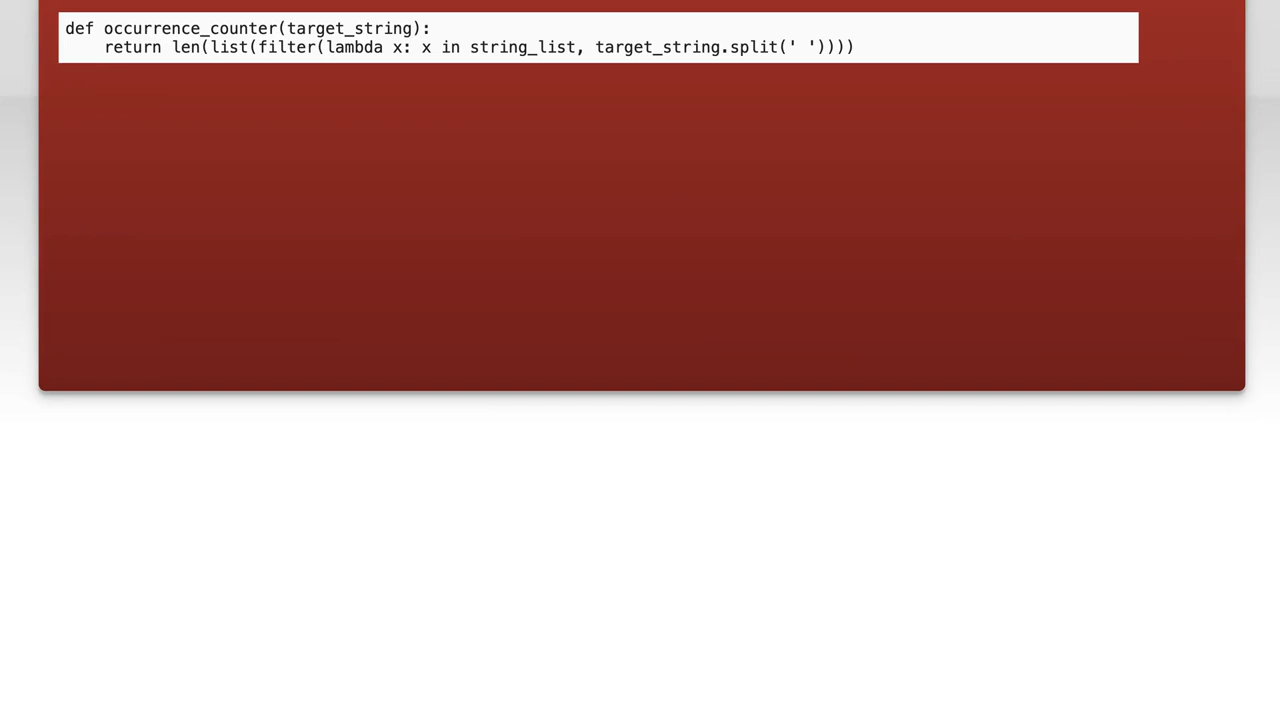 def occurrence_counter(target_string):
    return len(list(filter(lambda x: x in string_list, target_string.split(' '))))